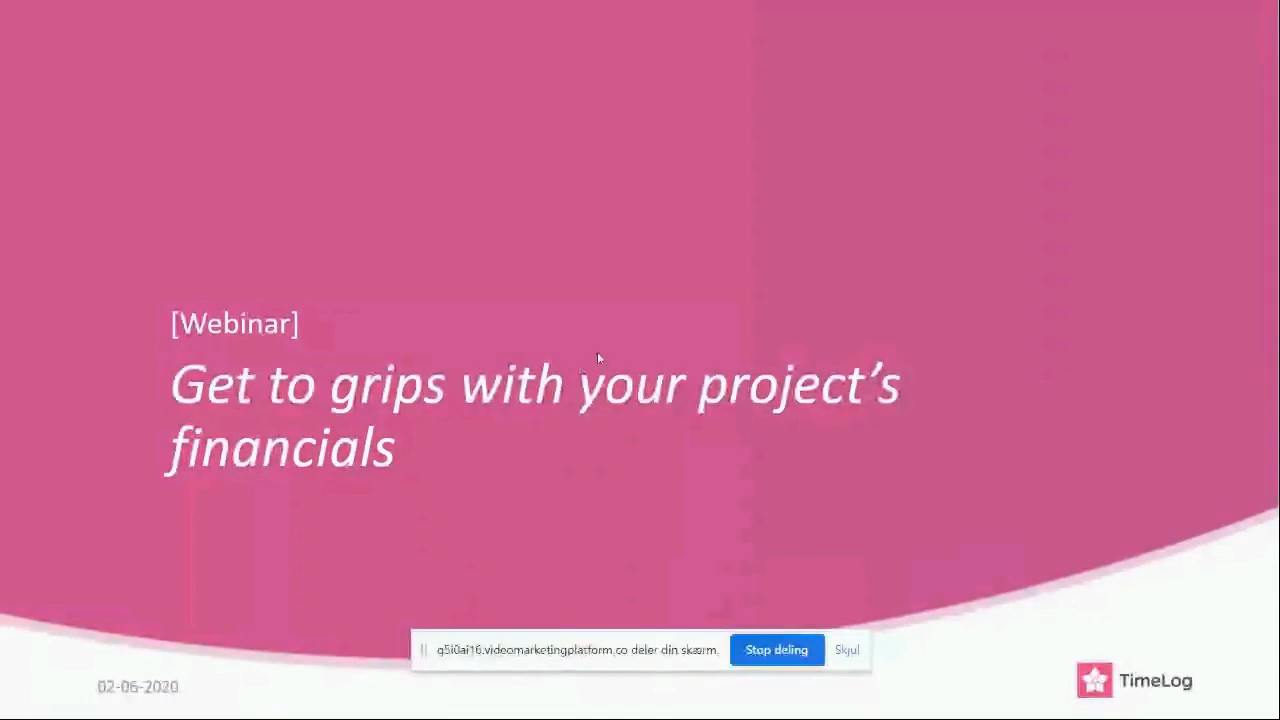 [Webinar]
Get to grips with your project’s
financials
g5i0ai16.videomarketingplatform.co deler din skærm.
Stop deling
Skjul
02-06-2020
TimeLog